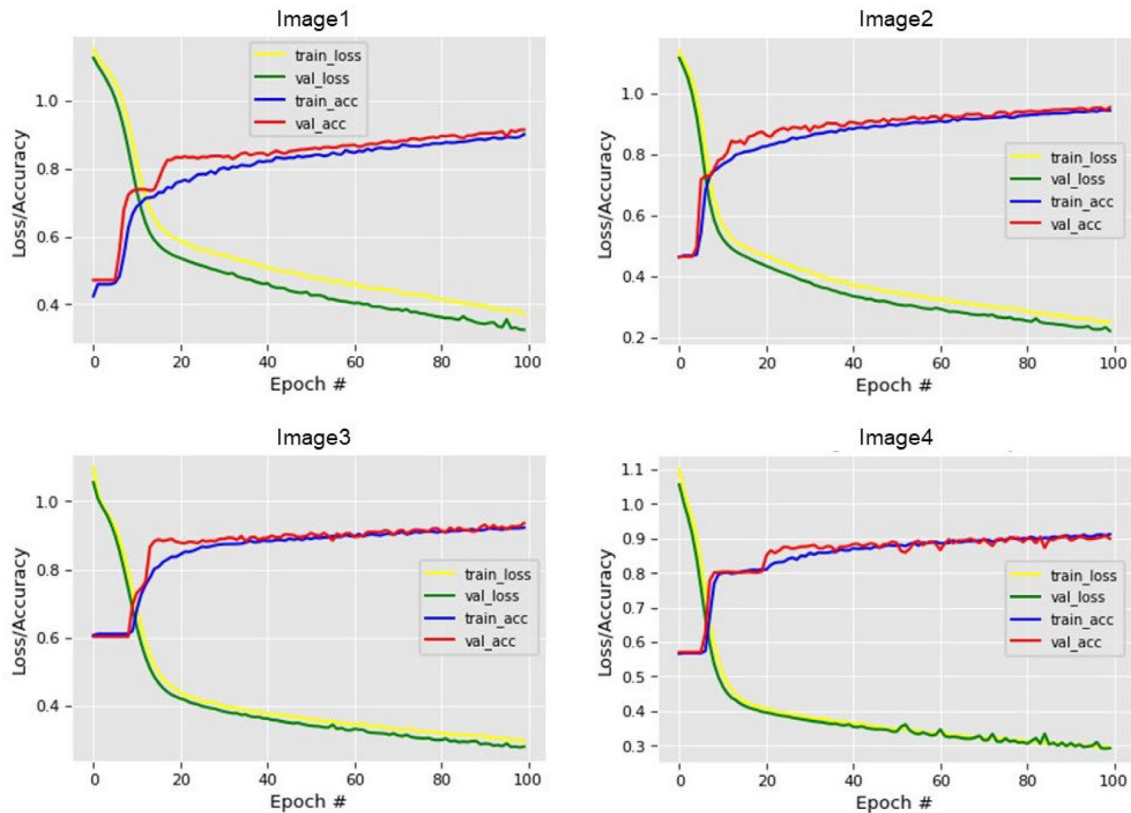 Image1
train_loss
val_loss
train_acc
val_acc
1.0
0.8
0.6
0.4
Loss/Accuracy
0 20 40 60 80 100
Epoch #
Image2
1.0
0.8
0.6
0.4
0.2
Loss/Accuracy
train_loss
val_loss
train_acc
val_acc
0 20 40 60 80 100
Epoch #
Image3
1.0
0.8
0.6
0.4
Loss/Accuracy
train_loss
val_loss
train_acc
val_acc
0 20 40 60 80 100
Epoch #
Image4
1.1
1.0
0.9
0.8
0.7
0.6
0.5
0.4
0.3
Loss/Accuracy
train_loss
val_loss
train_acc
val_acc
0 20 40 60 80 100
Epoch #